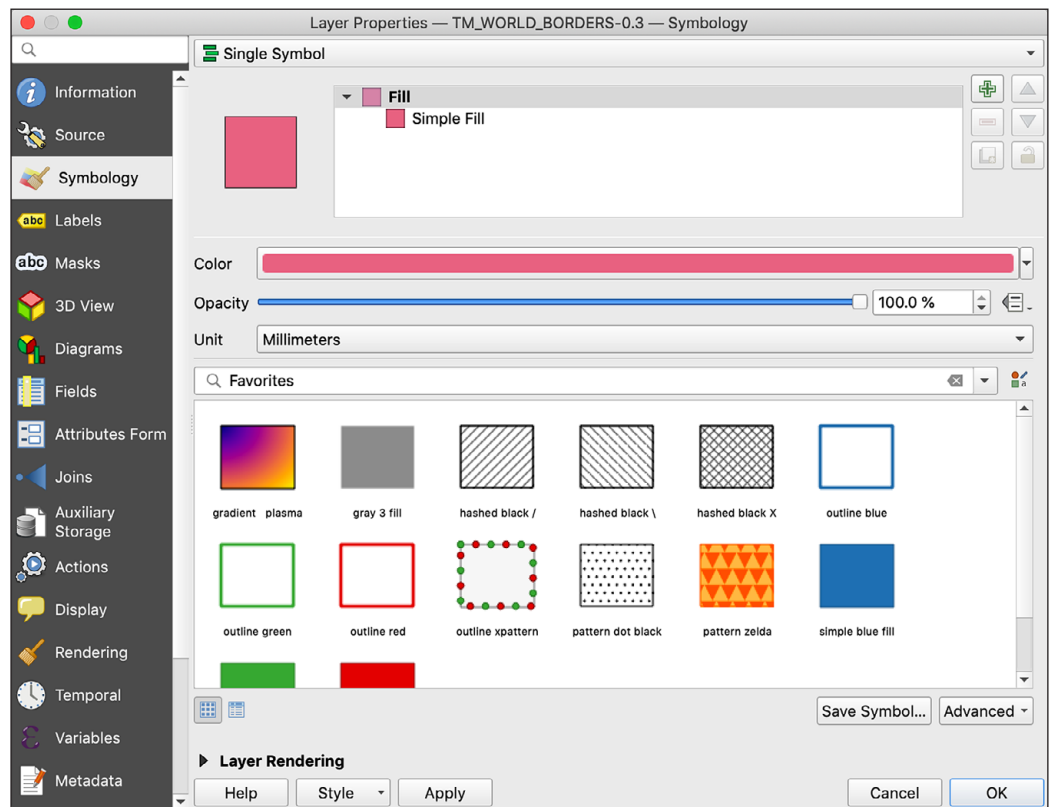 Layer Properties — TM_WORLD_BORDERS-0.3 — Symbology
Single Symbol
Information
Source
Symbology
Labels
abc
Masks
abc
3D View
Diagrams
Fields
Attributes Form
Joins
Auxiliary
Storage
Actions
Display
Rendering
Temporal
Variables
Metadata
Fill
Simple Fill
Color
Opacity
100.0 %
Unit
Millimeters
Favorites
gradient plasma
gray 3 fill
hashed black /
hashed black \
hashed black X
outline blue
outline green
outline red
outline xpattern
pattern dot black
pattern zelda
simple blue fill
Save Symbol...
Advanced
Layer Rendering
Help
Style
Apply
Cancel
OK